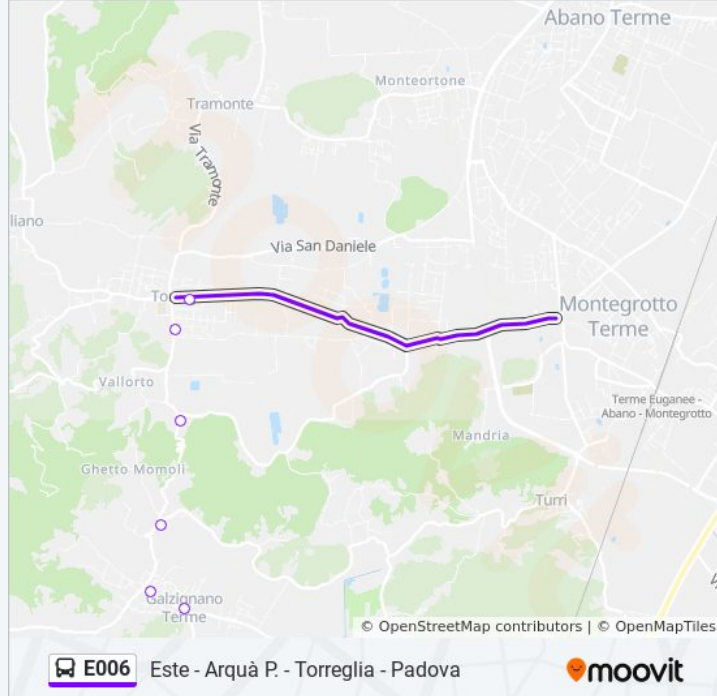 Abano Terme
Monteortone
Tramonte
Via Tramonte
liano
Via San Daniele
To
Montegrotto
Terme
Vallorto
Terme Euganee -
Abano - Montegrotto
Mandria
Ghetto Momoli
Turri
Galzignano
Terme
© OpenStreetMap contributors | © OpenMapTiles
E006
Este - Arquà P. - Torreglia - Padova
moovit